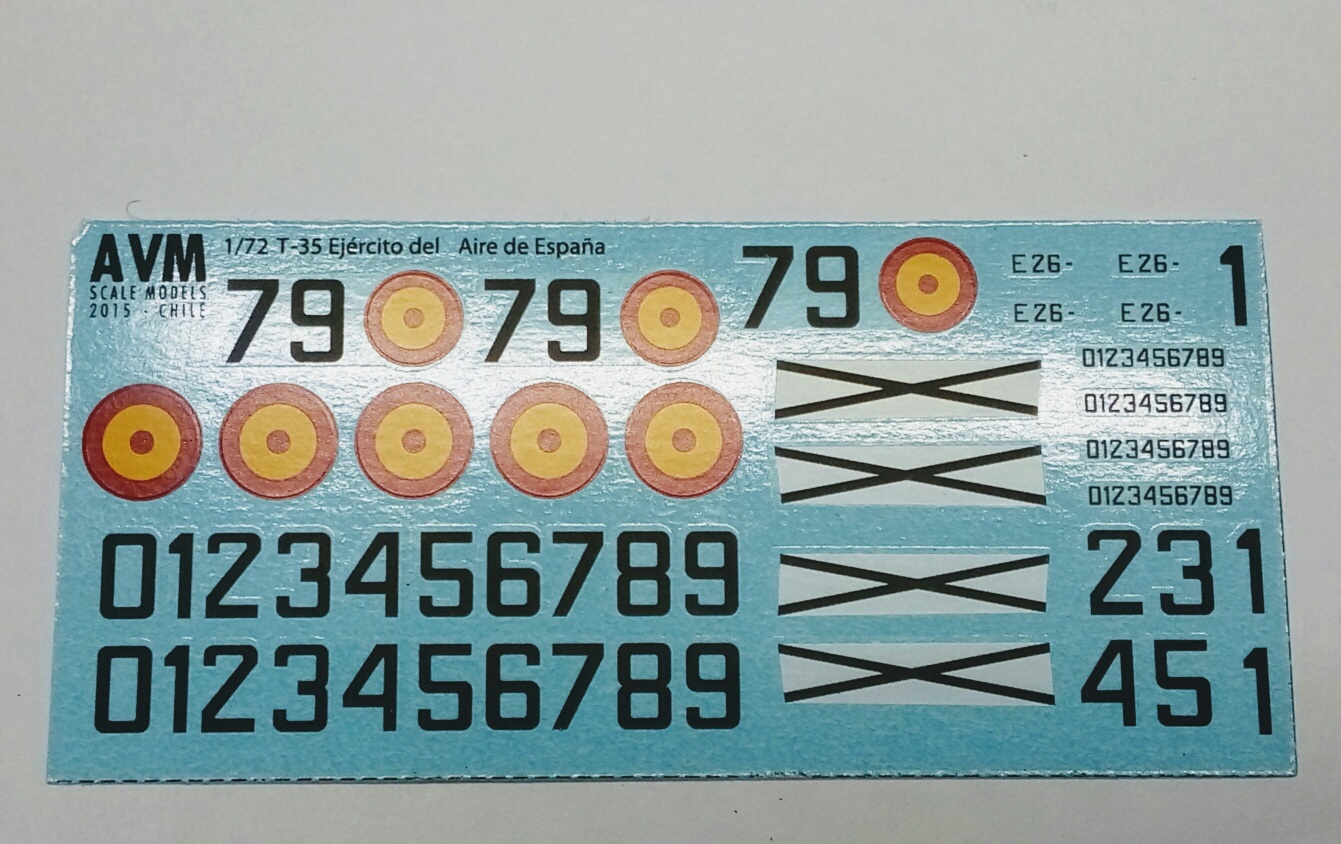 AVM
SCALE MODELS
2015 - CHILE
1/72 T-35 Ejército del Aire de España
79 79 79
E26- E26-
E26- E26-
1
0123456789
0123456789
0123456789
0123456789
0123456789
231
0123456789
451